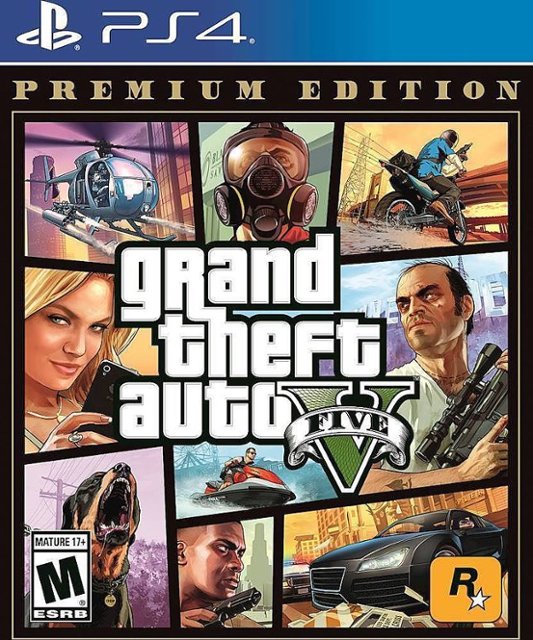 PS4.
PREMIUM EDITION
grand
theft
auto V
FIVE
MATURE 17+
M
ESRB
R